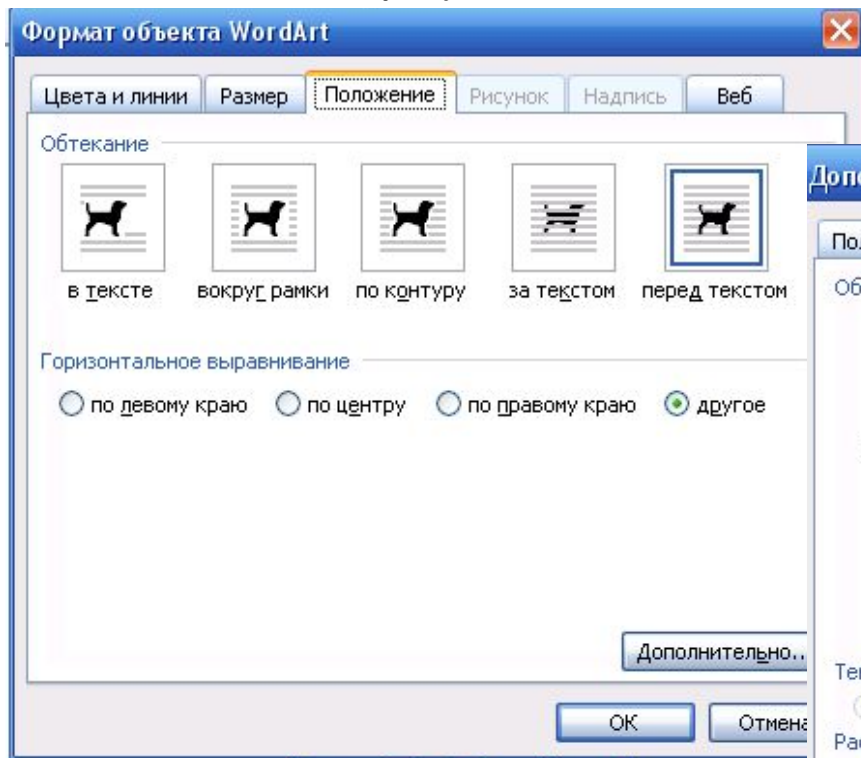 Формат объекта WordArt
Цвета и линии Размер Положение Рисунок Надпись Веб
Обтекание
в тексте вокруг рамки по контуру за текстом перед текстом
Горизонтальное выравнивание
по левому краю по центру по правому краю другое
Дополнительно..
ОК Отмена